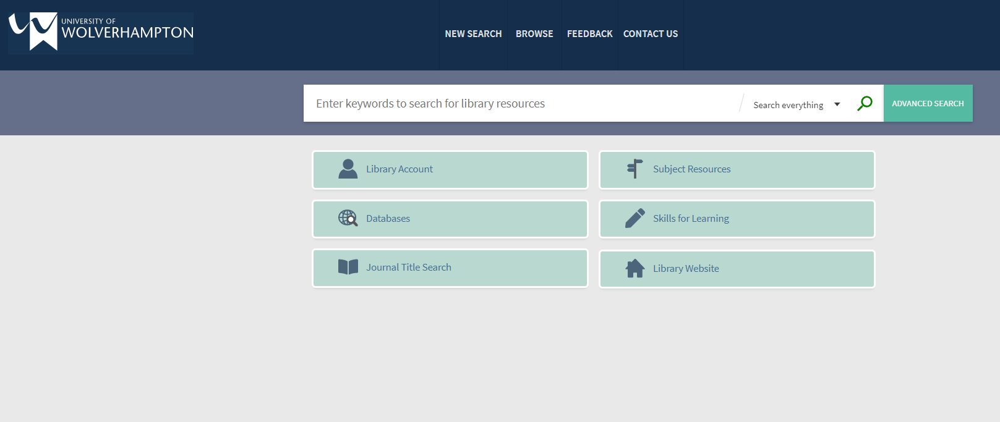 UNIVERSITY OF
WOLVERHAMPTON
NEW SEARCH BROWSE FEEDBACK CONTACT US
Enter keywords to search for library resources Search everything ADVANCED SEARCH
Library Account Subject Resources
Databases Skills for Learning
Journal Title Search Library Website